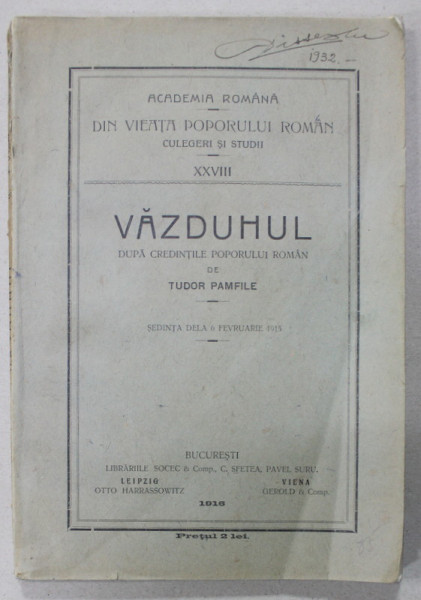 1932.—
ACADEMIA ROMÂNĂ
DIN VIEAȚA POPORULUI ROMÂN
CULEGERI ȘI STUDII
XXVIII
VĂZDUHUL
DUPĂ CREDINȚILE POPORULUI ROMÂN
DE
TUDOR PAMFILE
ȘEDINȚA DELA 6 FEVRUARIE 1915
BUCUREȘTI
LIBRĂRIILE SOCEC & Comp., C. SFETEA, PAVEL SURU.
LEIPZIG VIENA
OTTO HARRASSOWITZ GEROLD & Comp.
1916
Prețul 2 lei.